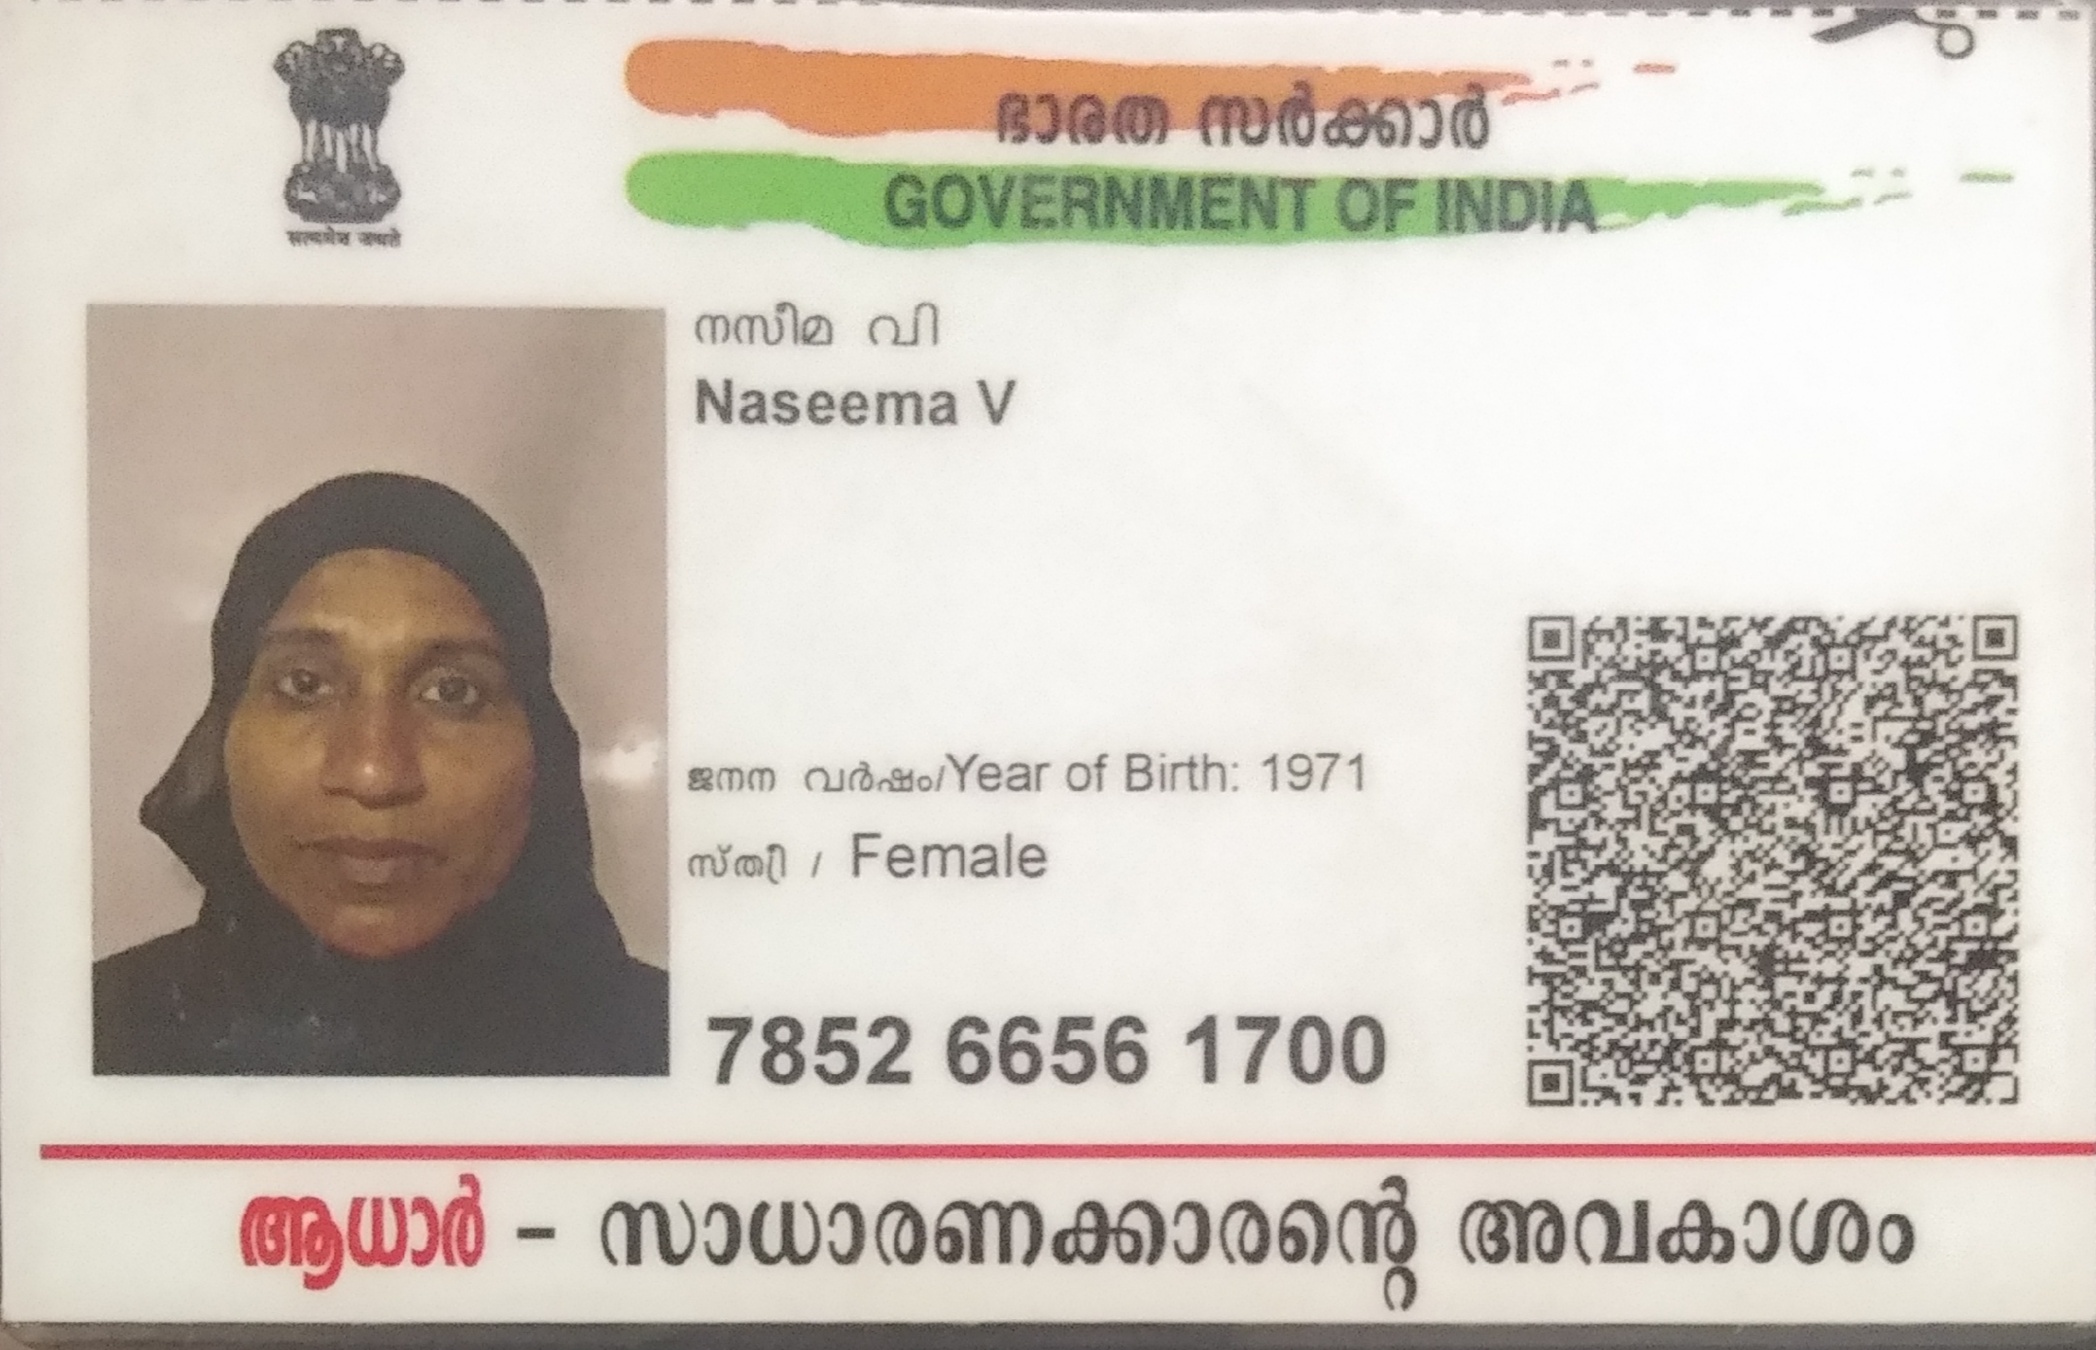 सत्यमेव जयते
ഭാരത സർക്കാർ
GOVERNMENT OF INDIA
നസീമ വി
Naseema V
ജനന വർഷം/Year of Birth: 1971
സ്ത്രീ / Female
7852 6656 1700
ആധാർ - സാധാരണക്കാരന്റെ അവകാശം